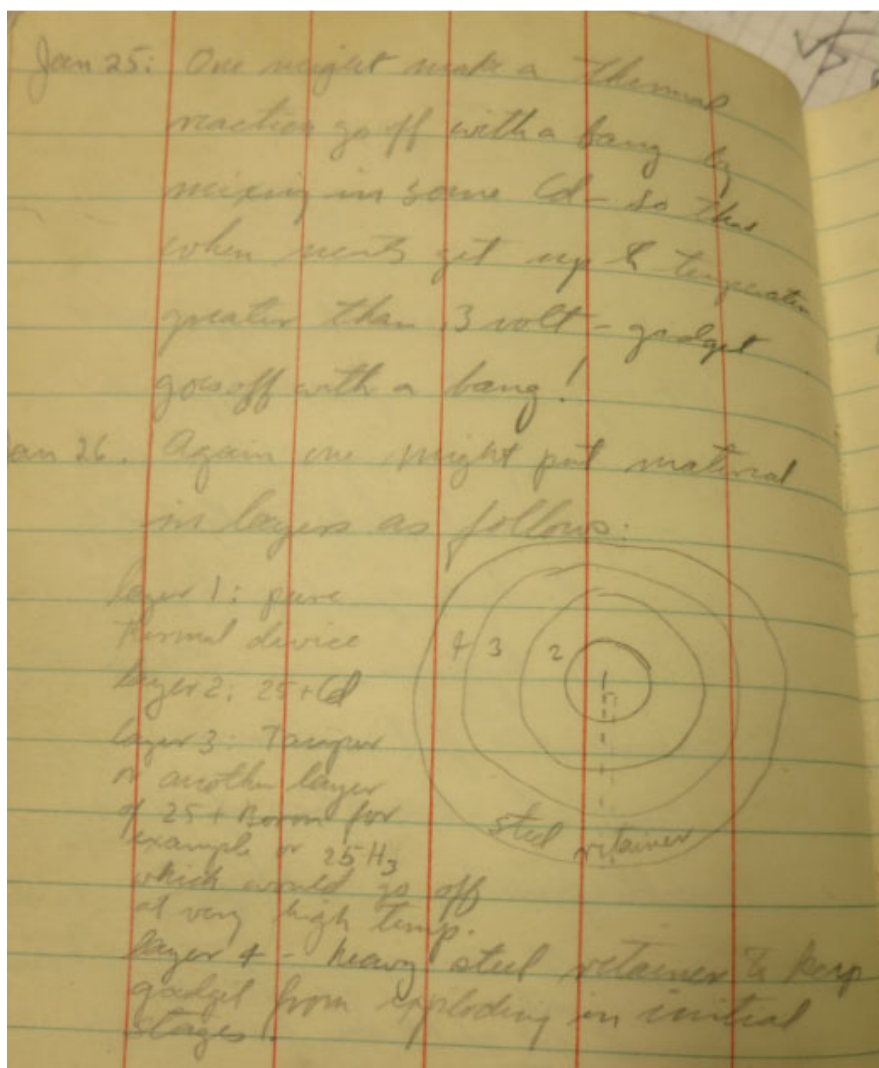 Jan 25: One might make a thermal
reaction go off with a bang by
mixing in some Cd - so that
when neuts get up to temperature
greater than .3 volt - gadget
goes off with a bang!
Jan 26. Again one might put material
in layers as follows:
layer 1: pure
thermal device
layer 2: 25+Cd
layer 3: Tamper
or another layer
of 25 + Boron for
example or 25H3
which would go off
at very high temp.
layer 4 - heavy steel retainer to keep
gadget from exploding in initial
stages.
4 3 2 1
steel retainer